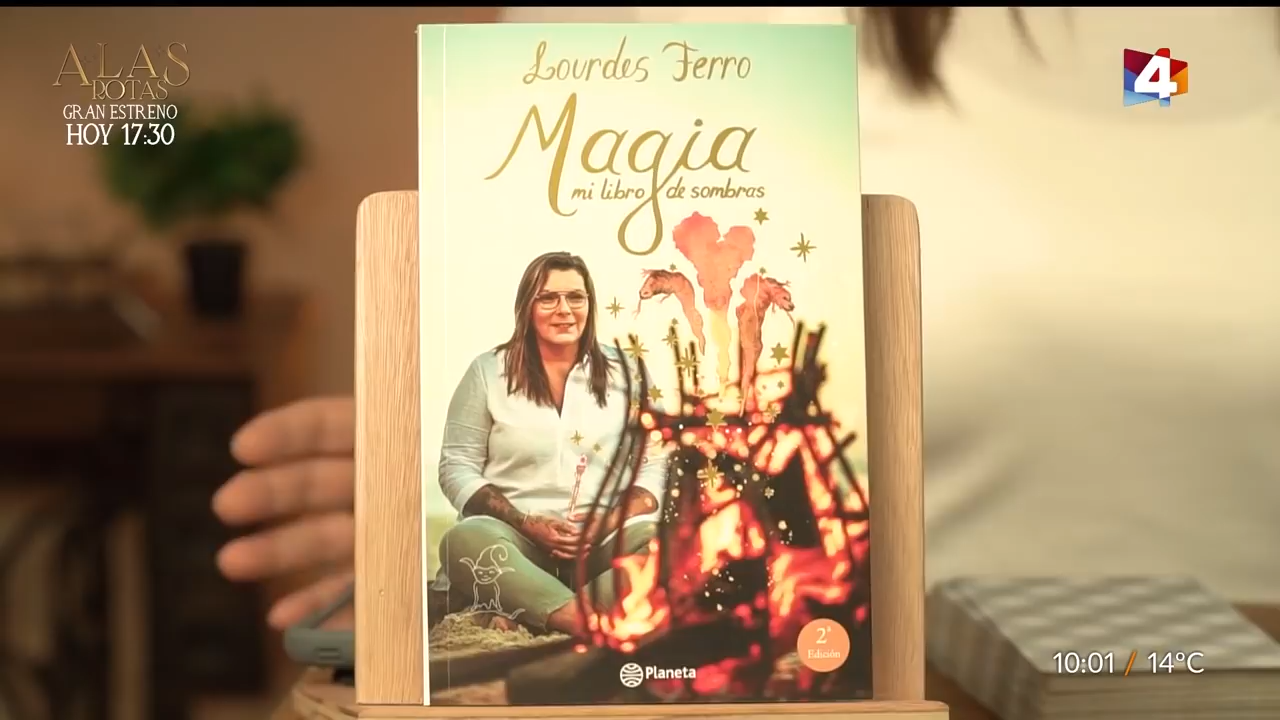 ALAS
ROTAS
GRAN ESTRENO
HOY 17:30
4
Lourdes Ferro
Magia
mi libro de sombras
2ª
Edición
Planeta
10:01 / 14°C